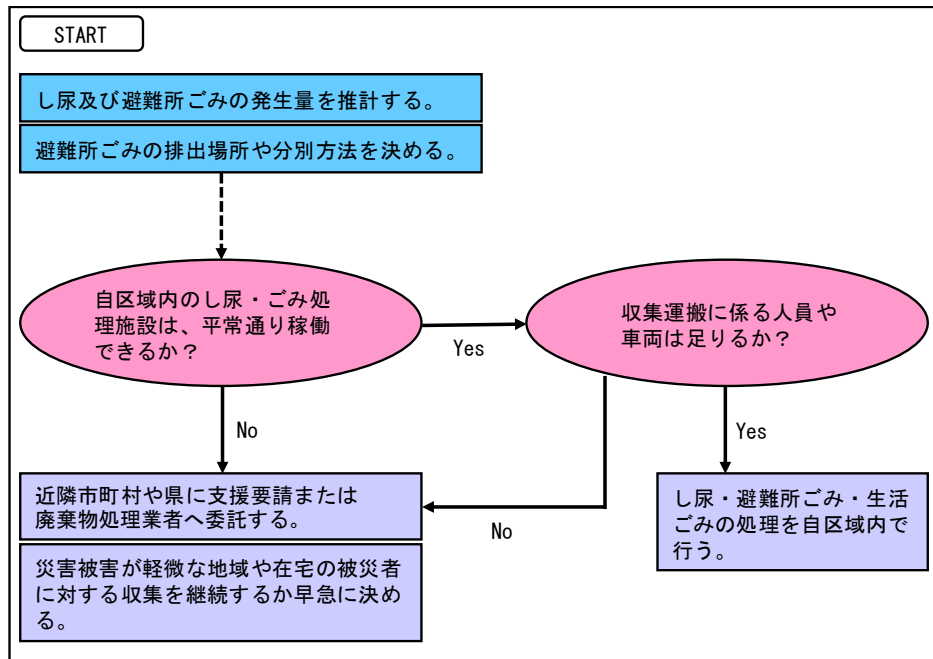 START
し尿及び避難所ごみの発生量を推計する。
避難所ごみの排出場所や分別方法を決める。
自区域内のし尿・ごみ処
理施設は、平常通り稼働
できるか?
Yes
収集運搬に係る人員や
車両は足りるか?
No
Yes
近隣市町村や県に支援要請または
廃棄物処理業者へ委託する。
No
し尿・避難所ごみ・生活
ごみの処理を自区域内で
行う。
災害被害が軽微な地域や在宅の被災者
に対する収集を継続するか早急に決め
る。